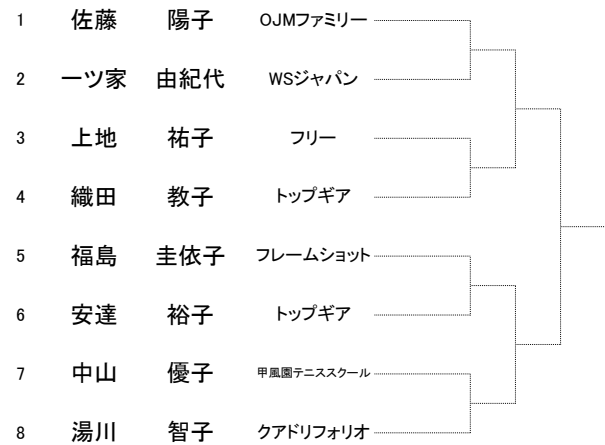 1 佐藤 陽子 OJMファミリー
2 一ツ家 由紀代 WSジャパン
3 上地 祐子 フリー
4 織田 教子 トップギア
5 福島 圭依子 フレームショット
6 安達 裕子 トップギア
7 中山 優子 甲風園テニススクール
8 湯川 智子 クアドリフォリオ